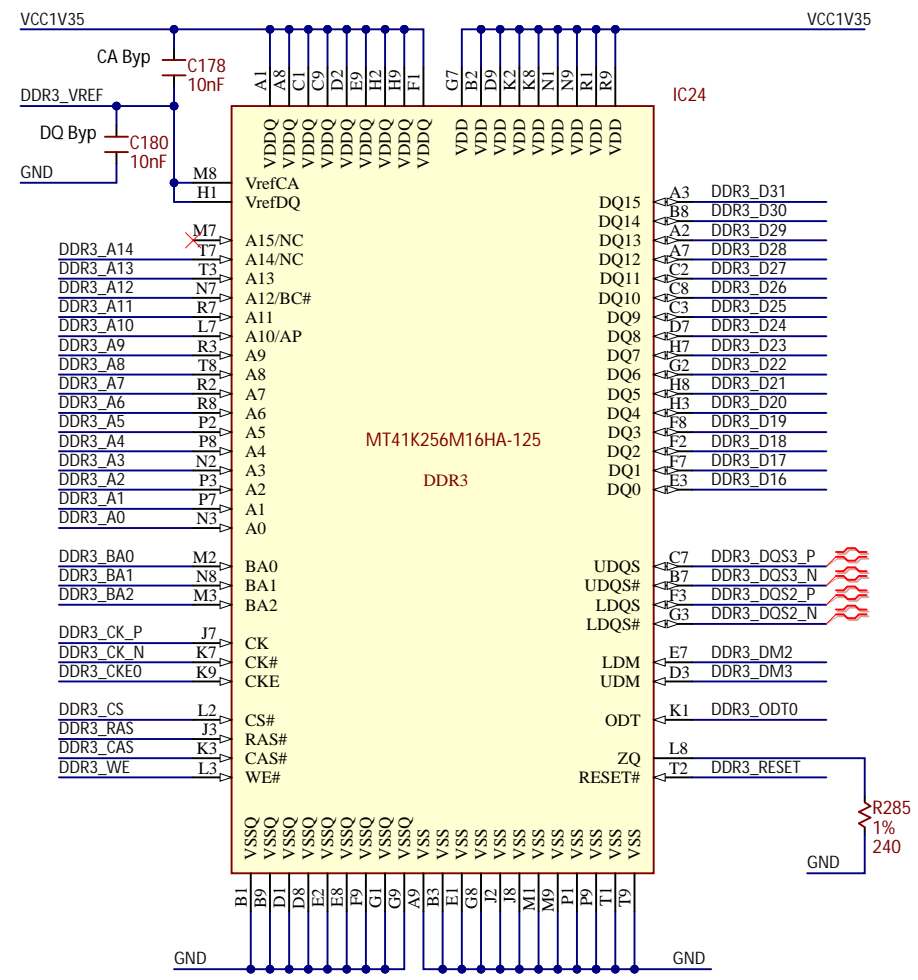 VCC1V35
VCC1V35
CA Byp
C178
10nF
DDR3_VREF
DQ Byp
C180
10nF
GND
A1 A8 C1 C9 D2 E9 H2 H9 F1
G7 B2 D9 K2 K8 N1 N9 R1 R9
IC24
VDDQ VDDQ VDDQ VDDQ VDDQ VDDQ VDDQ VDDQ VDDQ
VDD VDD VDD VDD VDD VDD VDD VDD VDD
M8 VrefCA
H1 VrefDQ
M7 A15/NC
DDR3_A14 T7 A14/NC
DDR3_A13 T3 A13
DDR3_A12 N7 A12/BC#
DDR3_A11 R7 A11
DDR3_A10 L7 A10/AP
DDR3_A9 R3 A9
DDR3_A8 T8 A8
DDR3_A7 R2 A7
DDR3_A6 R8 A6
DDR3_A5 P2 A5
DDR3_A4 P8 A4
DDR3_A3 N2 A3
DDR3_A2 P3 A2
DDR3_A1 P7 A1
DDR3_A0 N3 A0
DDR3_BA0 M2 BA0
DDR3_BA1 N8 BA1
DDR3_BA2 M3 BA2
DDR3_CK_P J7 CK
DDR3_CK_N K7 CK#
DDR3_CKE0 K9 CKE
DDR3_CS L2 CS#
DDR3_RAS J3 RAS#
DDR3_CAS K3 CAS#
DDR3_WE L3 WE#
MT41K256M16HA-125
DDR3
DQ15 A3 DDR3_D31
DQ14 B8 DDR3_D30
DQ13 A2 DDR3_D29
DQ12 A7 DDR3_D28
DQ11 C2 DDR3_D27
DQ10 C8 DDR3_D26
DQ9 C3 DDR3_D25
DQ8 D7 DDR3_D24
DQ7 H7 DDR3_D23
DQ6 G2 DDR3_D22
DQ5 H8 DDR3_D21
DQ4 H3 DDR3_D20
DQ3 F8 DDR3_D19
DQ2 F2 DDR3_D18
DQ1 F7 DDR3_D17
DQ0 E3 DDR3_D16
UDQS C7 DDR3_DQS3_P
UDQS# B7 DDR3_DQS3_N
LDQS F3 DDR3_DQS2_P
LDQS# G3 DDR3_DQS2_N
LDM E7 DDR3_DM2
UDM D3 DDR3_DM3
ODT K1 DDR3_ODT0
ZQ L8
RESET# T2 DDR3_RESET
R285
1%
240
GND
VSSQ VSSQ VSSQ VSSQ VSSQ VSSQ VSSQ VSSQ VSSQ VSS VSS VSS VSS VSS VSS VSS VSS VSS VSS VSS VSS
B1 B9 D1 D8 E2 E8 F9 G1 G9 A9 B3 E1 G8 J2 J8 M1 M9 P1 P9 T1 T9
GND
GND